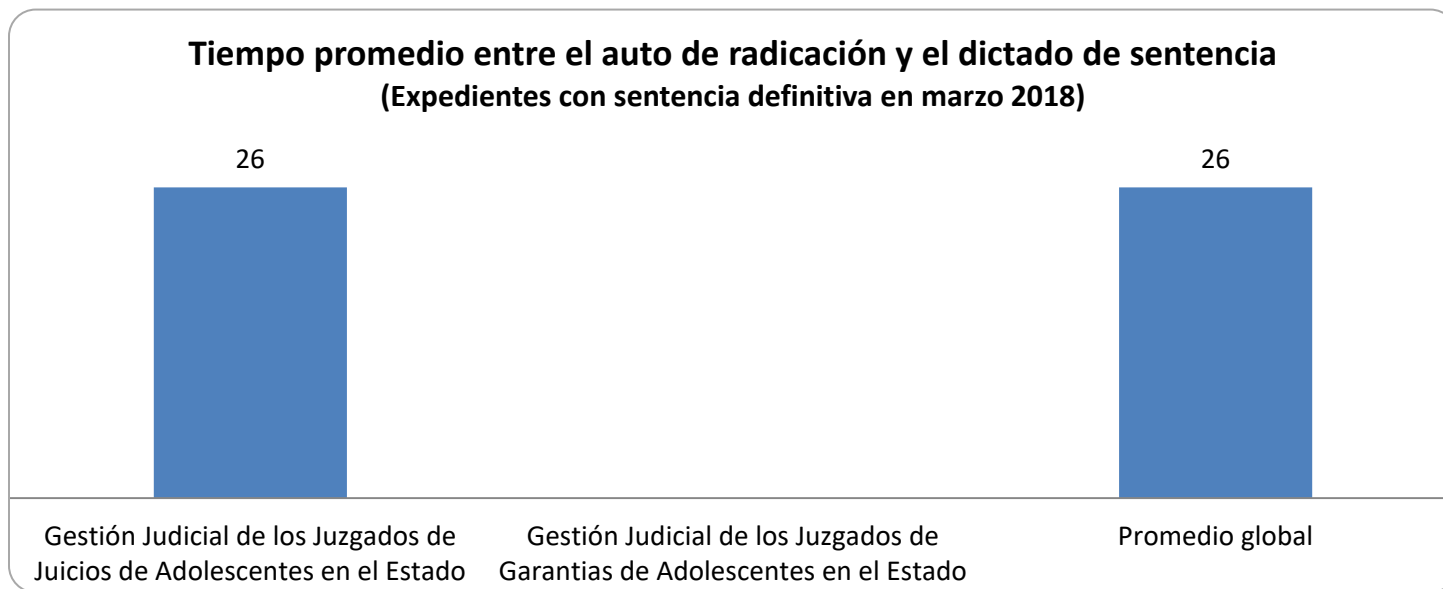 Tiempo promedio entre el auto de radicación y el dictado de sentencia
(Expedientes con sentencia definitiva en marzo 2018)
26
26
Gestión Judicial de los Juzgados de
Juicios de Adolescentes en el Estado
Gestión Judicial de los Juzgados de
Garantias de Adolescentes en el Estado
Promedio global